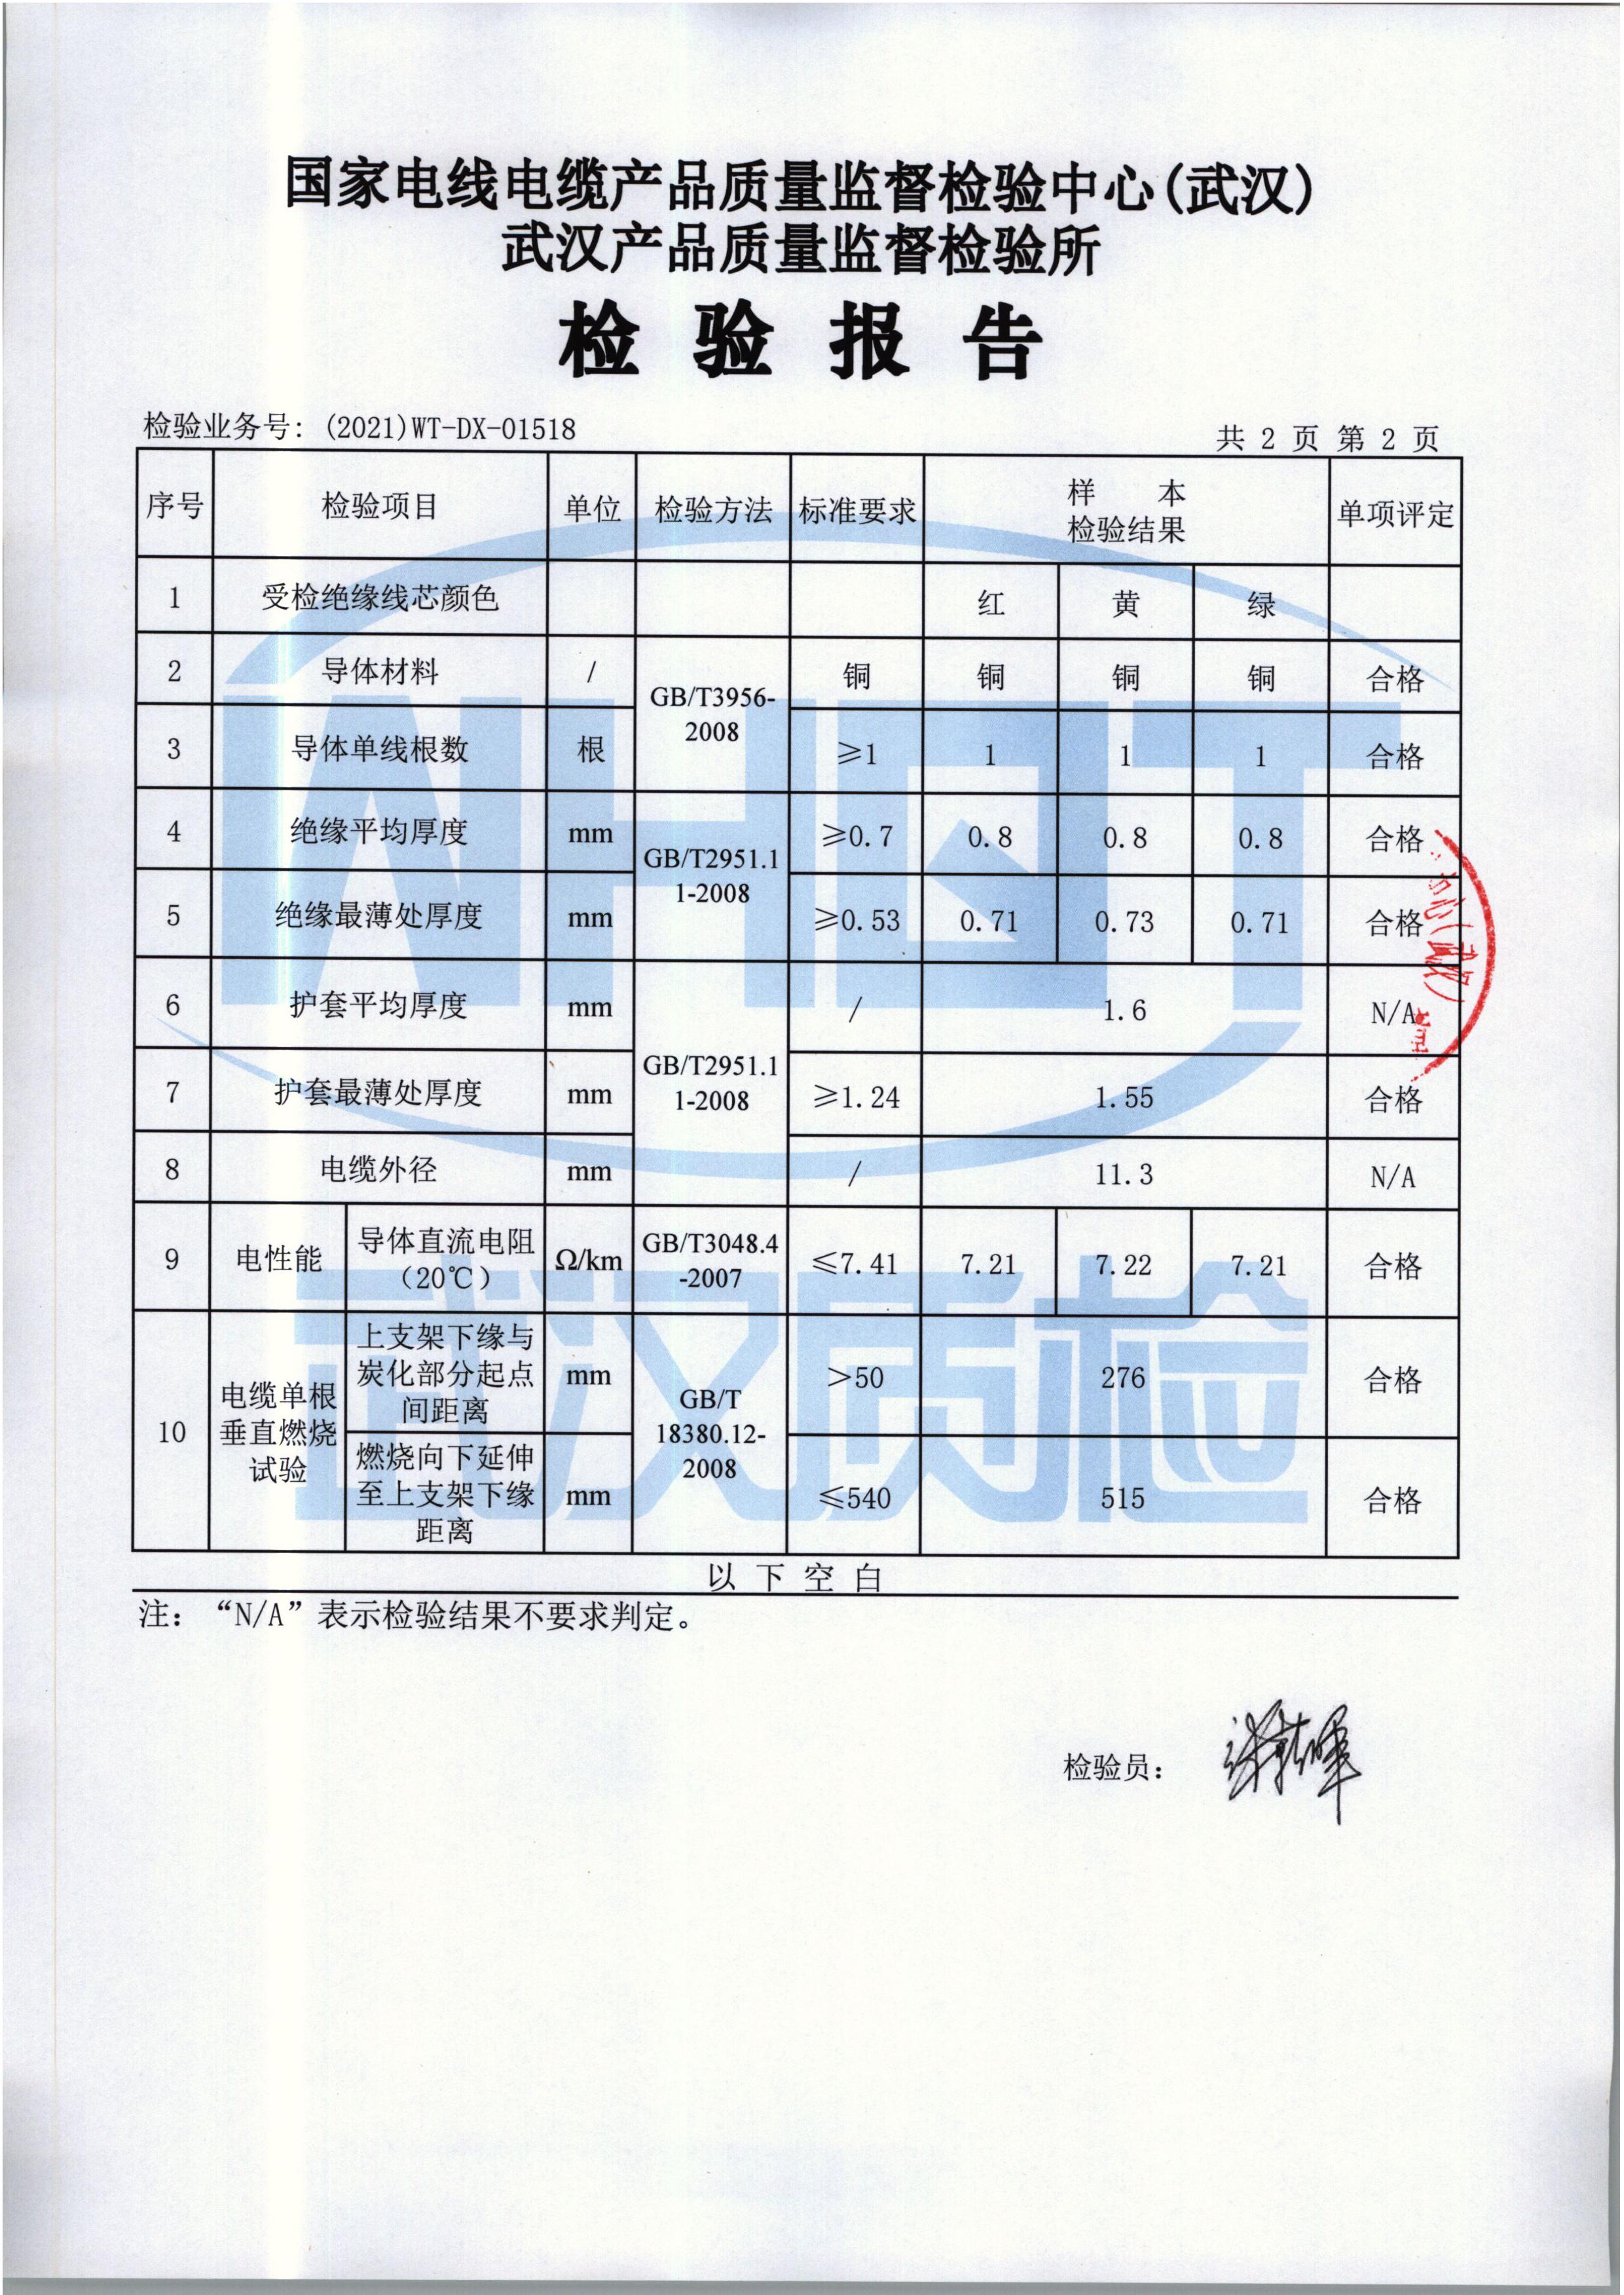 国家电线电缆产品质量监督检验中心(武汉)
武汉产品质量监督检验所
检验报告
检验业务号: (2021)WT-DX-01518
共 2 页 第 2 页
序号 检验项目 单位 检验方法 标准要求 样 本 检验结果 单项评定
1 受检绝缘线芯颜色 红 黄 绿
2 导体材料 / GB/T3956-2008 铜 铜 铜 铜 合格
3 导体单线根数 根 ≥1 1 1 1 合格
4 绝缘平均厚度 mm GB/T2951.11-2008 ≥0.7 0.8 0.8 0.8 合格
5 绝缘最薄处厚度 mm ≥0.53 0.71 0.73 0.71 合格
6 护套平均厚度 mm GB/T2951.11-2008 / 1.6 N/A
7 护套最薄处厚度 mm ≥1.24 1.55 合格
8 电缆外径 mm / 11.3 N/A
9 电性能 导体直流电阻（20℃） Ω/km GB/T3048.4-2007 ≤7.41 7.21 7.22 7.21 合格
10 电缆单根垂直燃烧试验 上支架下缘与炭化部分起点间距离 mm GB/T 18380.12-2008 >50 276 合格
燃烧向下延伸至上支架下缘距离 mm ≤540 515 合格
以下空白
注: “N/A”表示检验结果不要求判定。
检验员:
WHQT
武汉质检